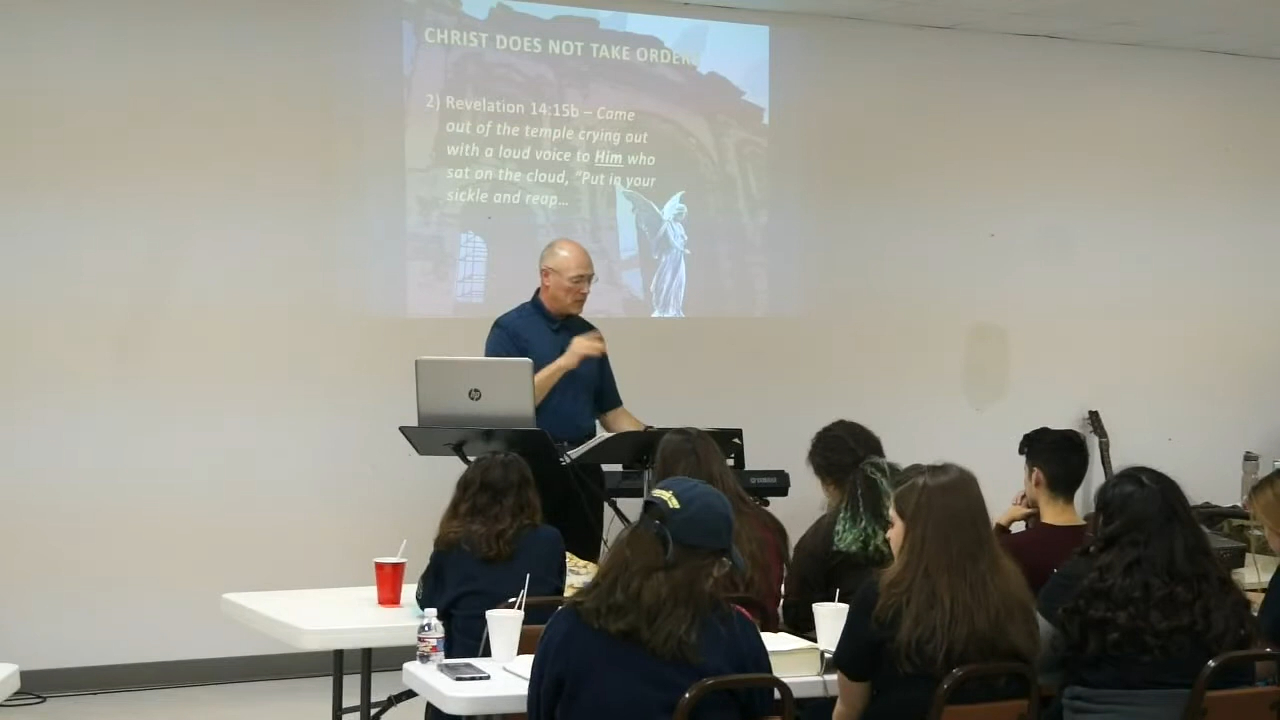 CHRIST DOES NOT TAKE ORDERS
2) Revelation 14:15b – Came
out of the temple crying out
with a loud voice to Him who
sat on the cloud, “Put in your
sickle and reap…
hp
YAMAHA